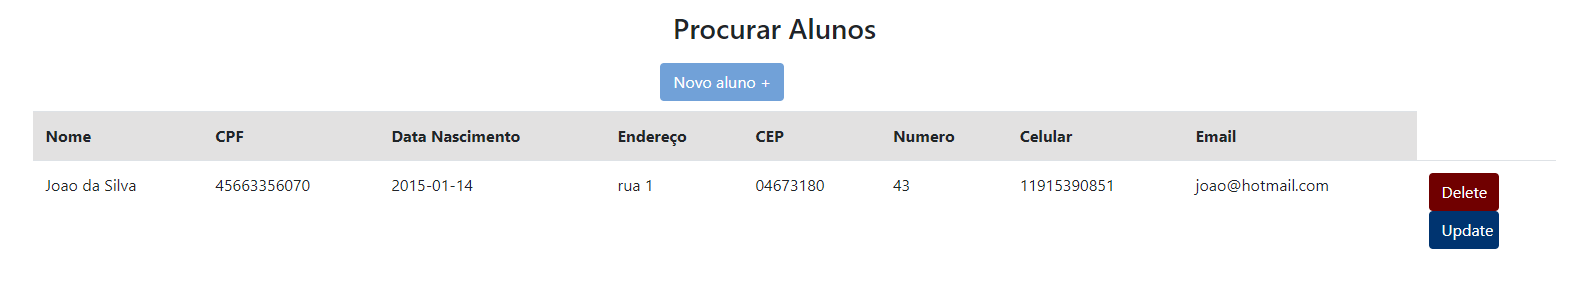 Procurar Alunos
Novo aluno +
Nome CPF Data Nascimento Endereço CEP Numero Celular Email
Joao da Silva 45663356070 2015-01-14 rua 1 04673180 43 11915390851 joao@hotmail.com
Delete
Update